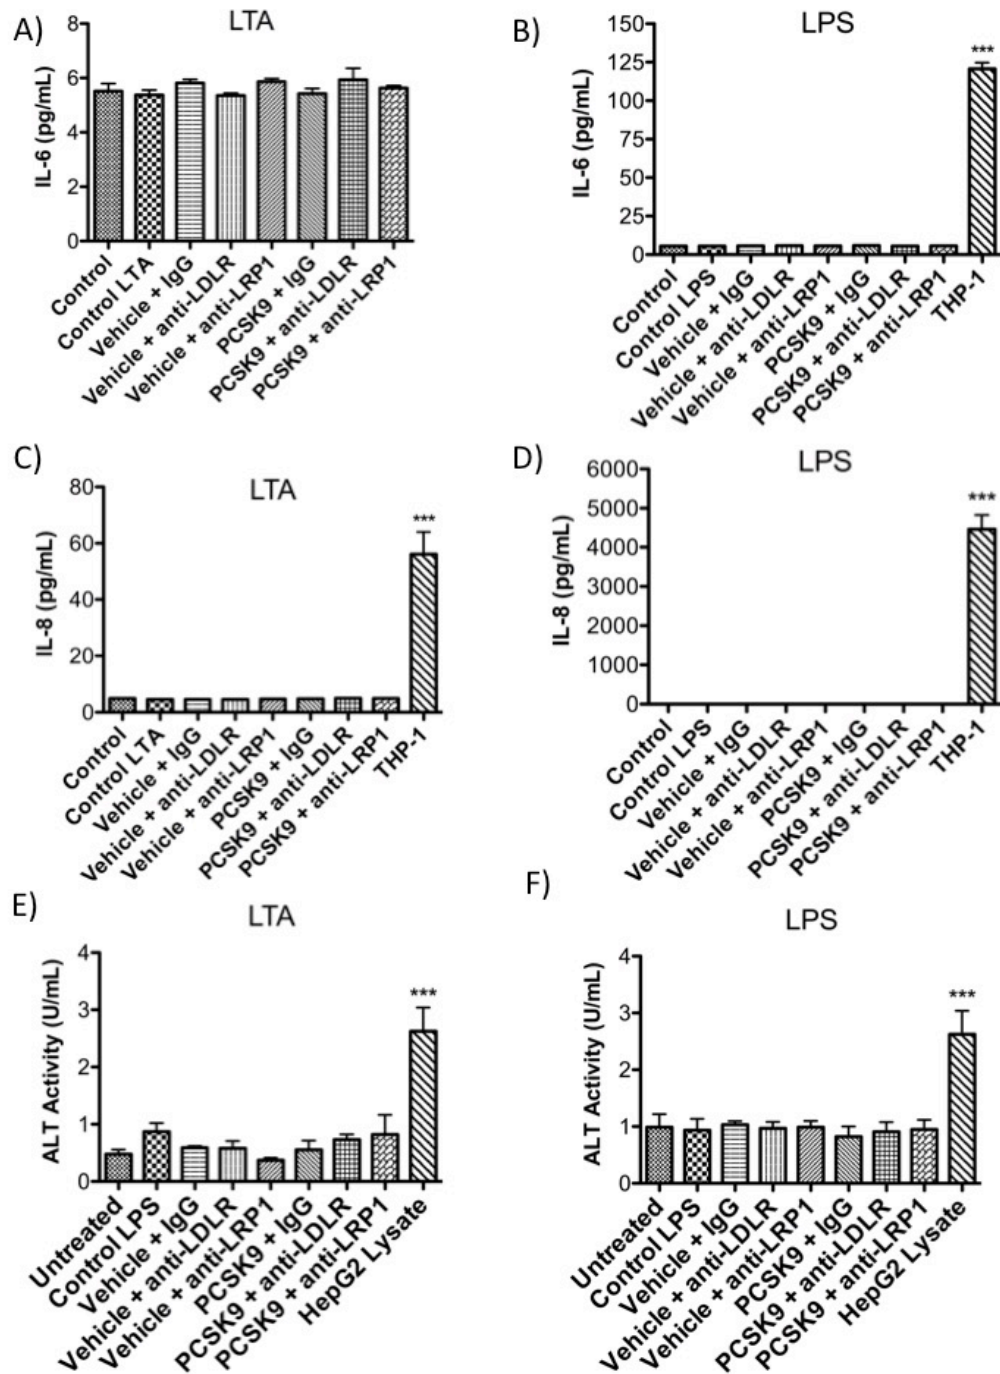 A)
LTA
IL-6 (pg/mL)
8
6
4
2
0
Control
Control LTA
Vehicle + IgG
Vehicle + anti-LDLR
Vehicle + anti-LRP1
PCSK9 + IgG
PCSK9 + anti-LDLR
PCSK9 + anti-LRP1
B)
LPS
IL-6 (pg/mL)
150
125
100
75
50
25
0
***
Control
Control LPS
Vehicle + IgG
Vehicle + anti-LDLR
Vehicle + anti-LRP1
PCSK9 + IgG
PCSK9 + anti-LDLR
PCSK9 + anti-LRP1
THP-1
C)
LTA
IL-8 (pg/mL)
80
60
40
20
0
***
Control
Control LTA
Vehicle + IgG
Vehicle + anti-LDLR
Vehicle + anti-LRP1
PCSK9 + IgG
PCSK9 + anti-LDLR
PCSK9 + anti-LRP1
THP-1
D)
LPS
IL-8 (pg/mL)
6000
5000
4000
3000
2000
1000
0
***
Control
Control LPS
Vehicle + IgG
Vehicle + anti-LDLR
Vehicle + anti-LRP1
PCSK9 + IgG
PCSK9 + anti-LDLR
PCSK9 + anti-LRP1
THP-1
E)
LTA
ALT Activity (U/mL)
4
3
2
1
0
***
Untreated
Control LPS
Vehicle + IgG
Vehicle + anti-LDLR
Vehicle + anti-LRP1
PCSK9 + IgG
PCSK9 + anti-LDLR
PCSK9 + anti-LRP1
HepG2 Lysate
F)
LPS
ALT Activity (U/mL)
4
3
2
1
0
***
Untreated
Control LPS
Vehicle + IgG
Vehicle + anti-LDLR
Vehicle + anti-LRP1
PCSK9 + IgG
PCSK9 + anti-LDLR
PCSK9 + anti-LRP1
HepG2 Lysate